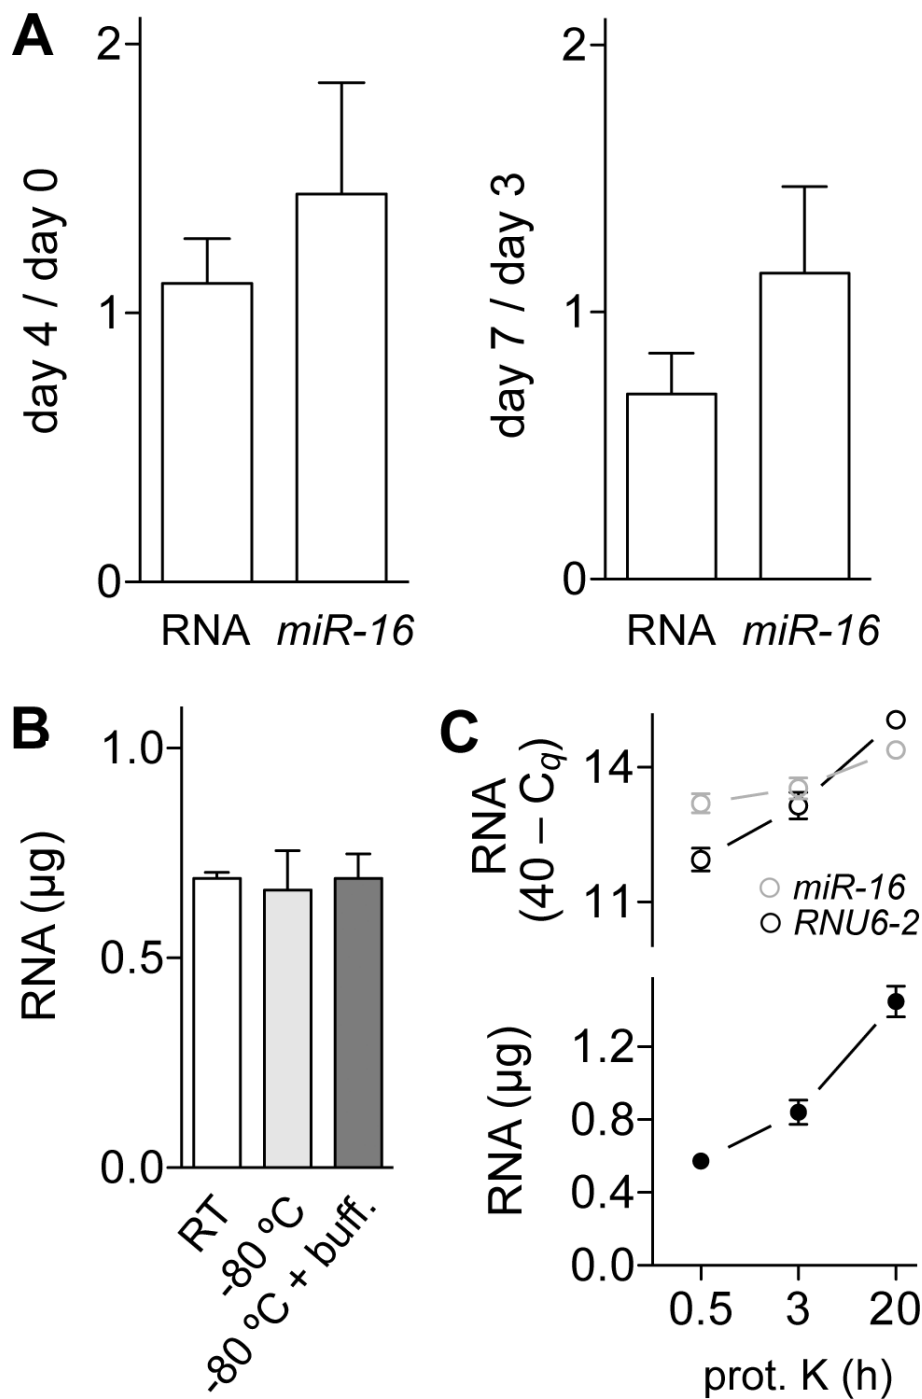 A
day 4 / day 0
2
1
0
RNA miR-16
day 7 / day 3
2
1
0
RNA miR-16
B
RNA (µg)
1.0
0.5
0.0
RT
-80 ºC
-80 ºC + buff.
C
RNA
(40 – Cq)
14
11
miR-16
RNU6-2
RNA (µg)
1.2
0.8
0.4
0.0
0.5 3 20
prot. K (h)